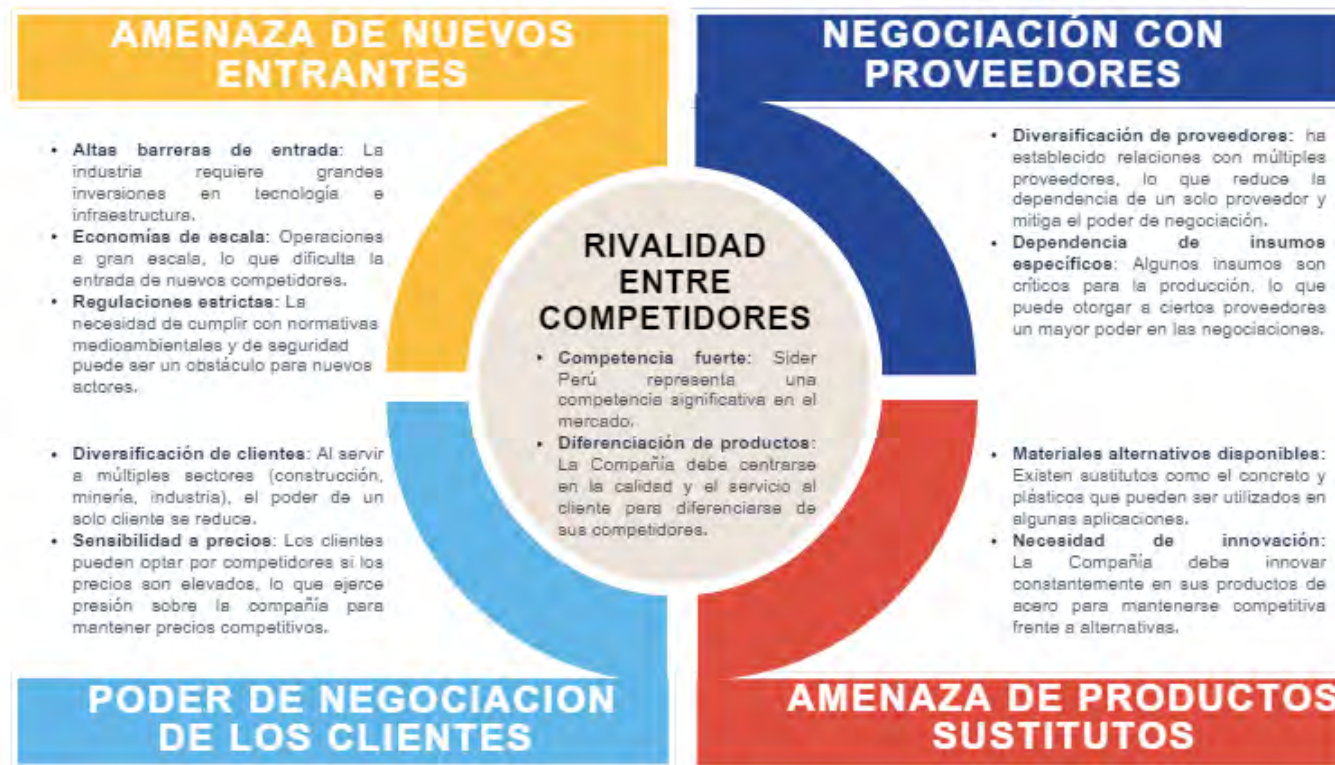 AMENAZA DE NUEVOS
ENTRANTES
• Altas barreras de entrada: La
industria requiere grandes
inversiones en tecnología e
infraestructura.
• Economías de escala: Operaciones
a gran escala, lo que dificulta la
entrada de nuevos competidores.
• Regulaciones estrictas: La
necesidad de cumplir con normativas
medioambientales y de seguridad
puede ser un obstáculo para nuevos
actores.
NEGOCIACIÓN CON
PROVEEDORES
• Diversificación de proveedores: ha
establecido relaciones con múltiples
proveedores, lo que reduce la
dependencia de un solo proveedor y
mitiga el poder de negociación.
• Dependencia de insumos
específicos: Algunos insumos son
críticos para la producción, lo que
puede otorgar a ciertos proveedores
un mayor poder en las negociaciones.
RIVALIDAD
ENTRE
COMPETIDORES
• Competencia fuerte: Sider
Perú representa una
competencia significativa en el
mercado.
• Diferenciación de productos:
La Compañía debe centrarse
en la calidad y el servicio al
cliente para diferenciarse de
sus competidores.
• Diversificación de clientes: Al servir
a múltiples sectores (construcción,
minería, industria), el poder de un
solo cliente se reduce.
• Sensibilidad a precios: Los clientes
pueden optar por competidores si los
precios son elevados, lo que ejerce
presión sobre la compañía para
mantener precios competitivos.
PODER DE NEGOCIACION
DE LOS CLIENTES
• Materiales alternativos disponibles:
Existen sustitutos como el concreto y
plásticos que pueden ser utilizados en
algunas aplicaciones.
• Necesidad de innovación:
La Compañía debe innovar
constantemente en sus productos de
acero para mantenerse competitiva
frente a alternativas.
AMENAZA DE PRODUCTOS
SUSTITUTOS